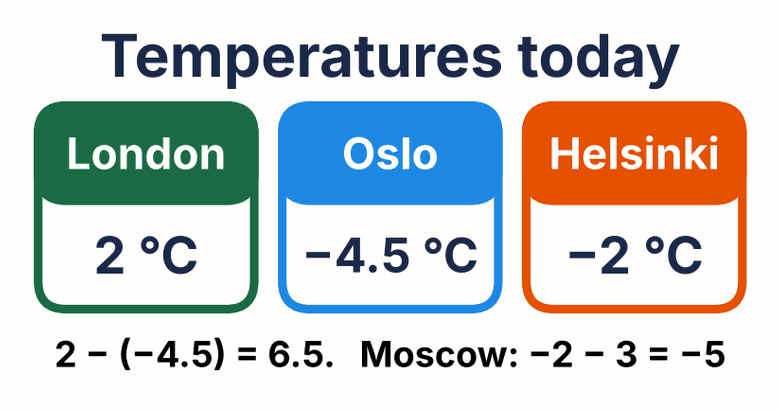 Temperatures today
London
2 °C
Oslo
−4.5 °C
Helsinki
−2 °C
2 − (−4.5) = 6.5. Moscow: −2 − 3 = −5